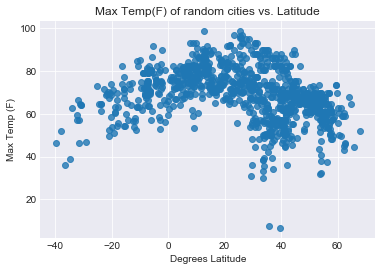 Max Temp(F) of random cities vs. Latitude
100
80
60
40
20
Max Temp (F)
−40 −20 0 20 40 60
Degrees Latitude